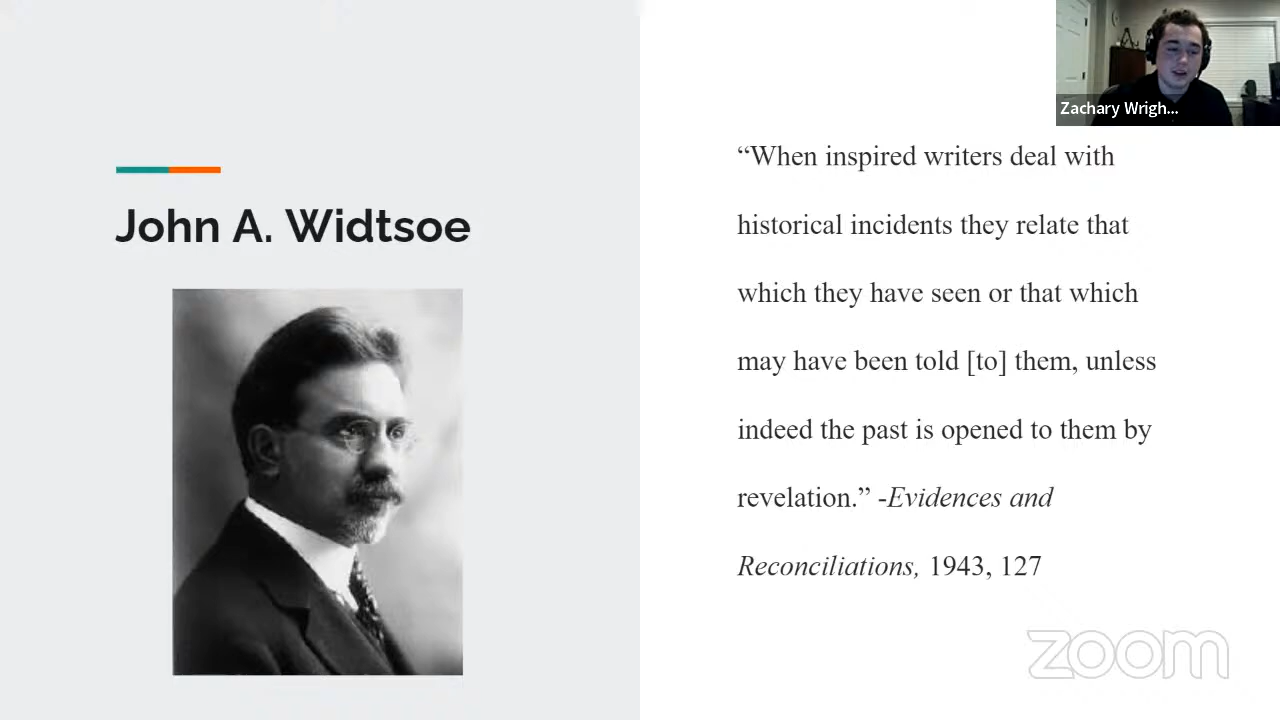 Zachary Wrigh...
John A. Widtsoe
“When inspired writers deal with
historical incidents they relate that
which they have seen or that which
may have been told [to] them, unless
indeed the past is opened to them by
revelation.” -Evidences and
Reconciliations, 1943, 127
zoom